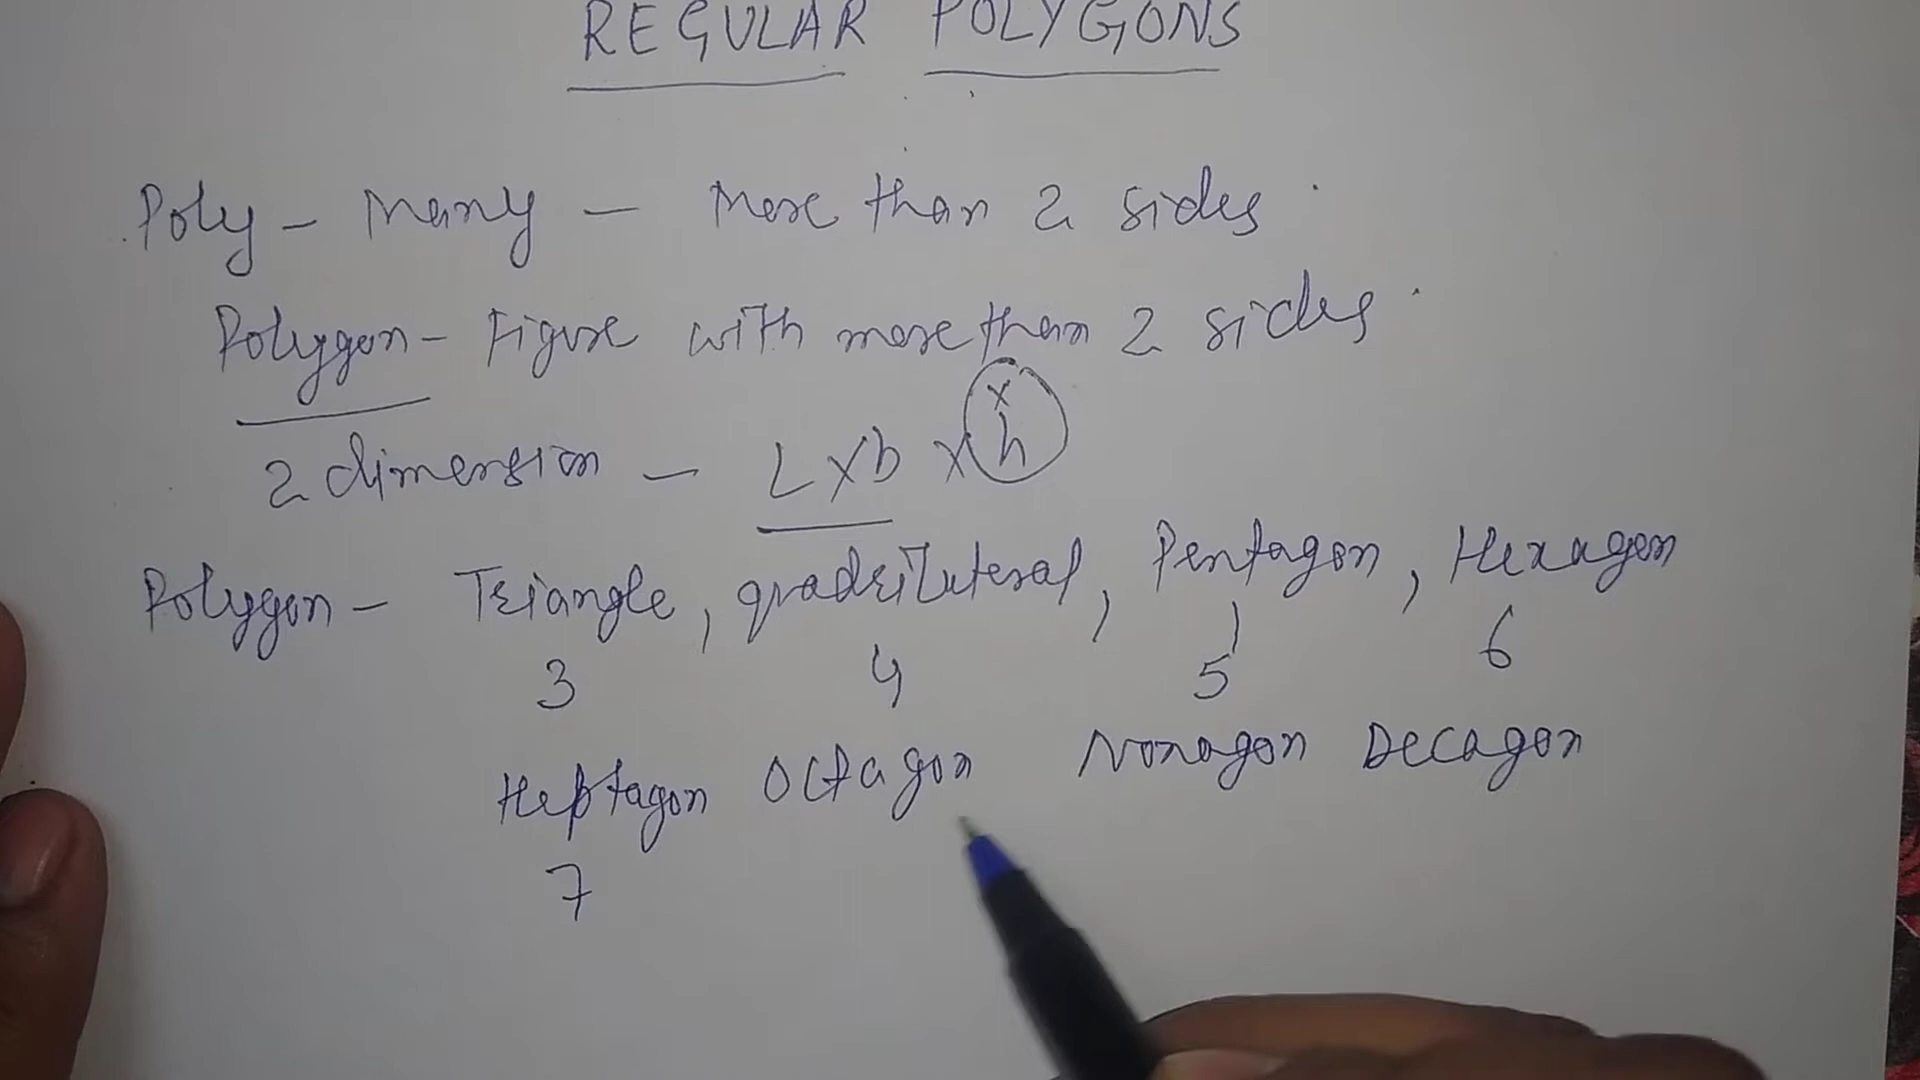 REGULAR POLYGONS
Poly - Many - More than 2 sides.
Polygon - Figure with more than 2 sides.
2 dimension - L x b x h
x
Polygon - Triangle, quadrilateral, Pentagon, Hexagon
3 4 5 6
Heptagon Octagon Nonagon Decagon
7